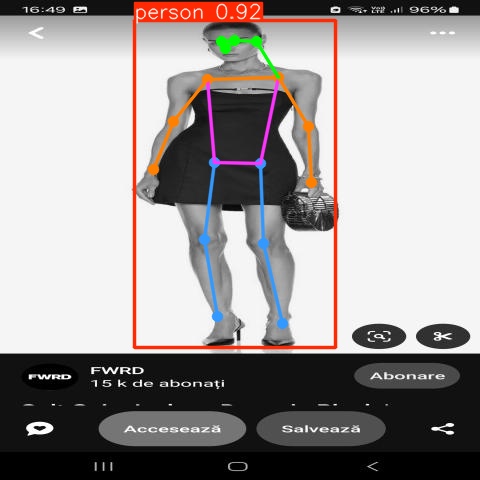 16:49 96%
person 0.92
FWRD
FWRD
15 k de abonați
Abonare
Accesează
Salvează